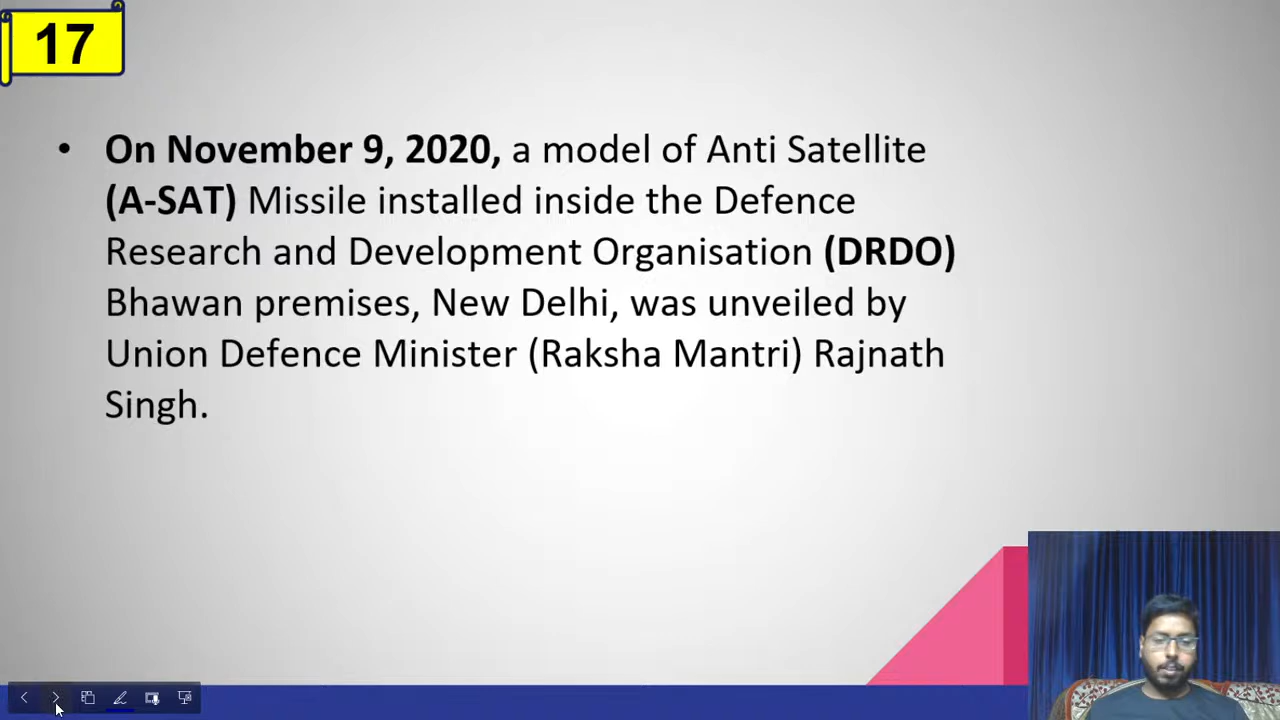 17
• On November 9, 2020, a model of Anti Satellite
(A-SAT) Missile installed inside the Defence
Research and Development Organisation (DRDO)
Bhawan premises, New Delhi, was unveiled by
Union Defence Minister (Raksha Mantri) Rajnath
Singh.